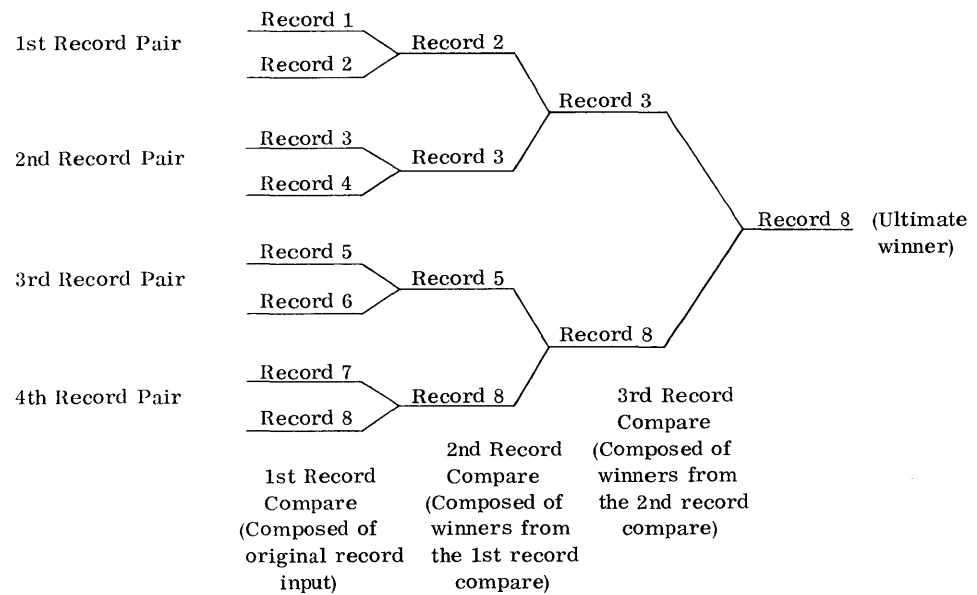 1st Record Pair
Record 1
Record 2
Record 2
2nd Record Pair
Record 3
Record 4
Record 3
Record 3
3rd Record Pair
Record 5
Record 6
Record 5
4th Record Pair
Record 7
Record 8
Record 8
Record 8
Record 8
(Ultimate
winner)
1st Record
Compare
(Composed of
original record
input)
2nd Record
Compare
(Composed of
winners from
the 1st record
compare)
3rd Record
Compare
(Composed of
winners from
the 2nd record
compare)